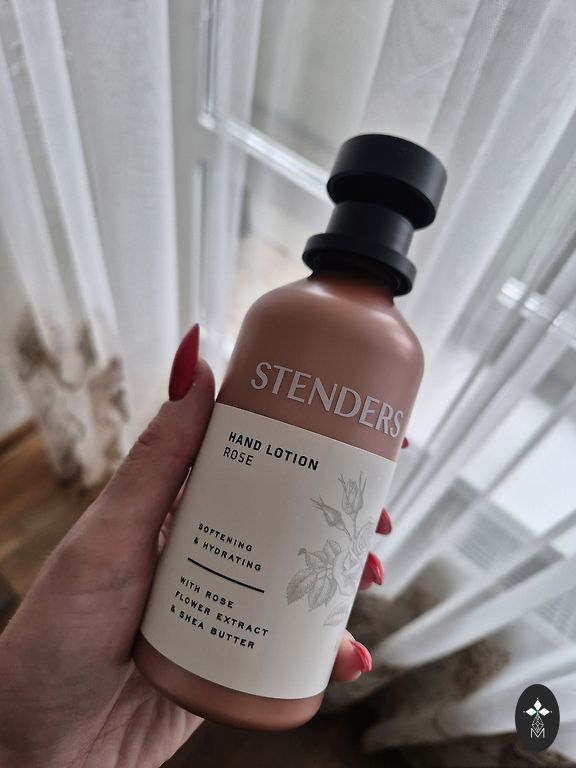 STENDERS
HAND LOTION
ROSE
SOFTENING
& HYDRATING
WITH ROSE
FLOWER EXTRACT
& SHEA BUTTER
M